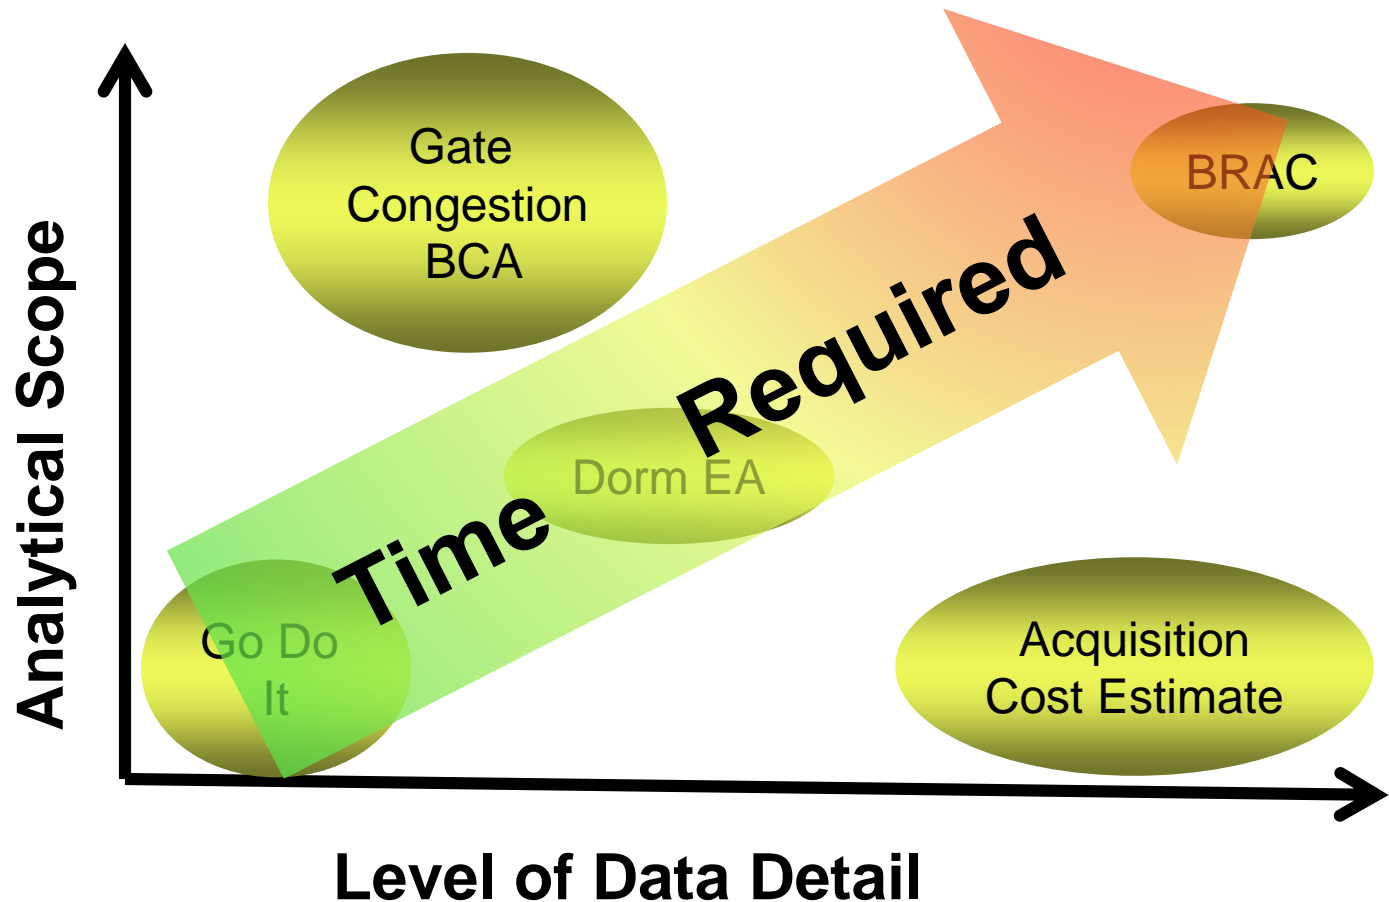 Gate
Congestion
BCA
BRAC
Analytical Scope
Time Required
Dorm EA
Go Do
It
Acquisition
Cost Estimate
Level of Data Detail